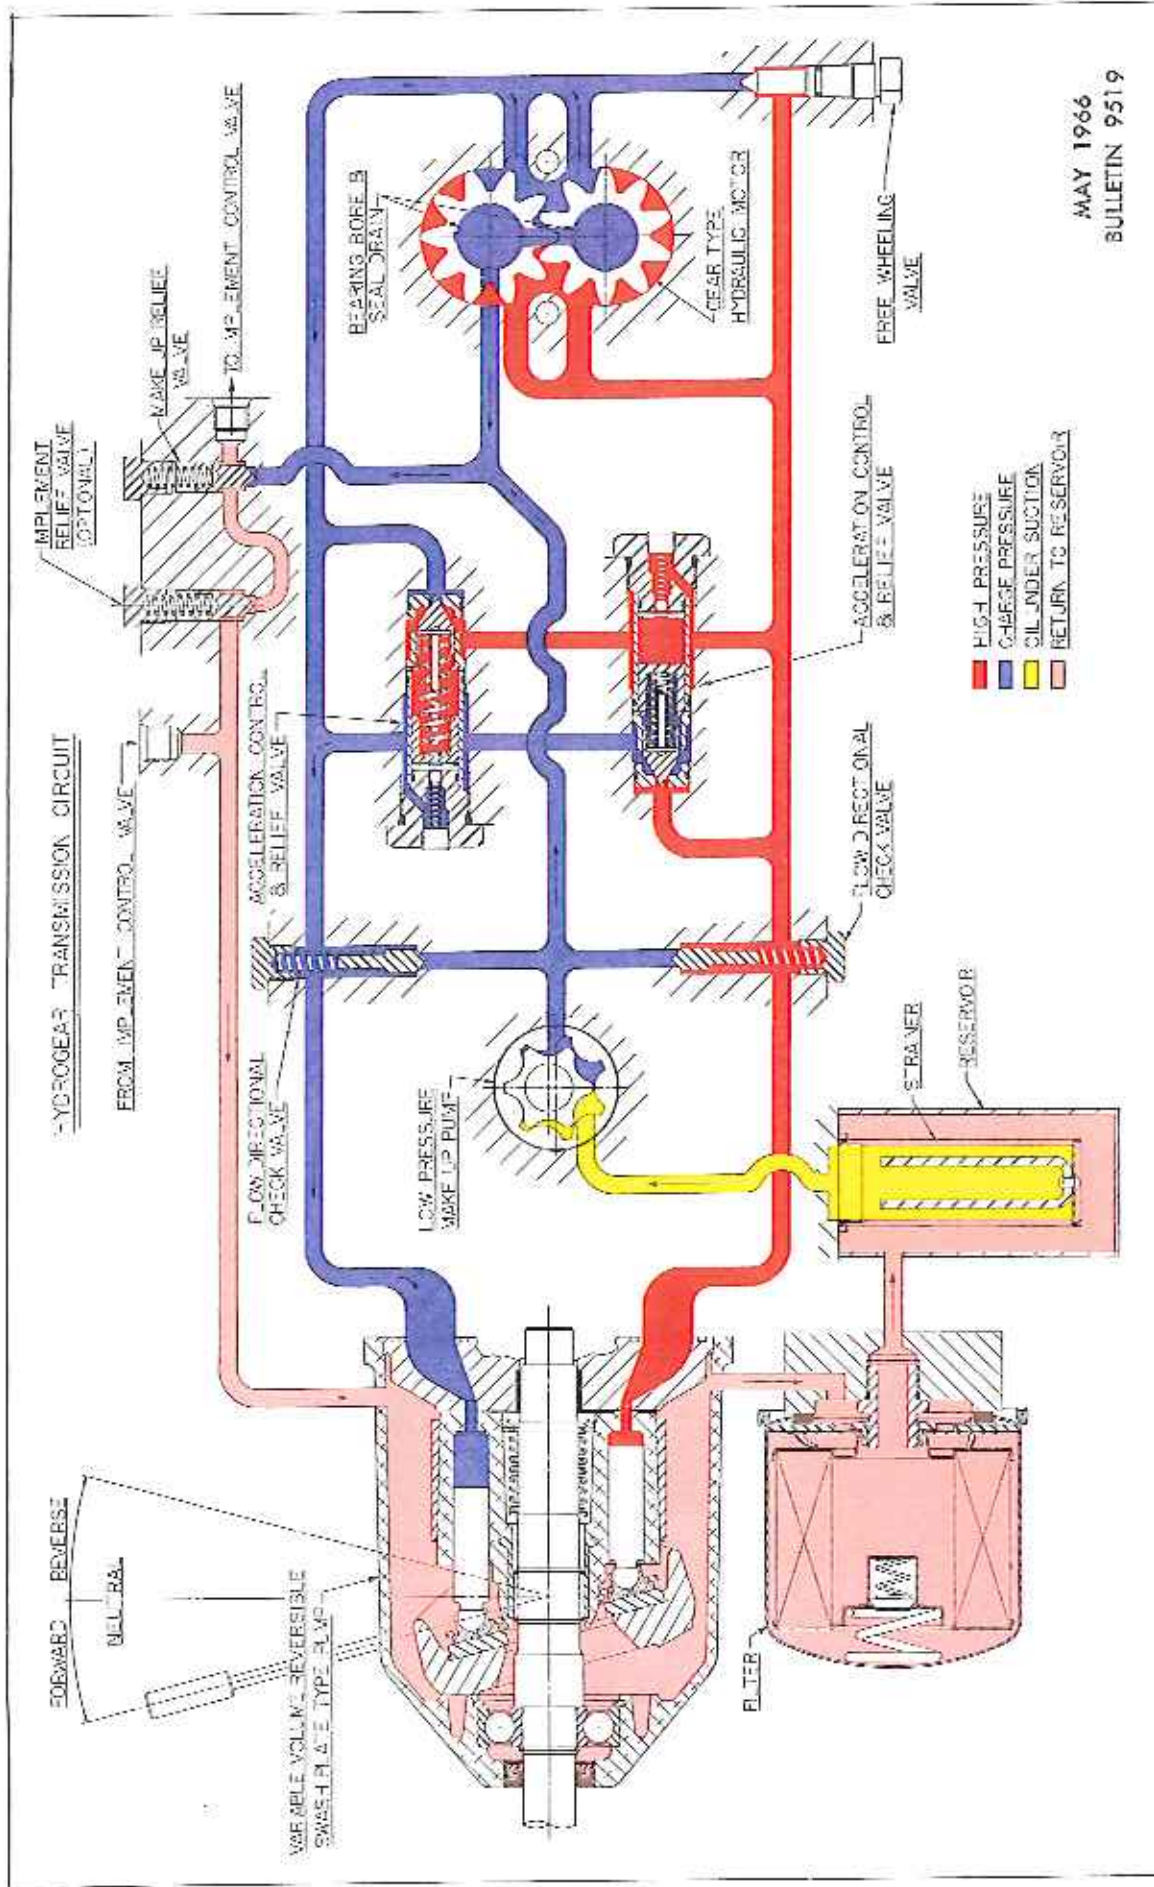 HYDROGEAR TRANSMISSION CIRCUIT
FORWARD REVERSE
NEUTRAL
VARIABLE VOLUME REVERSIBLE
SWASH PLATE TYPE PUMP
FROM IMPLEMENT CONTROL VALVE
IMPLEMENT
RELIEF VALVE
(OPTIONAL)
MAKE UP RELIEF
VALVE
TO IMPLEMENT CONTROL VALVE
FLOW DIRECTIONAL
CHECK VALVE
ACCELERATION CONTROL
& RELIEF VALVE
BEARING BORE &
SEAL DRAIN
LOW PRESSURE
MAKE UP PUMP
GEAR TYPE
HYDRAULIC MOTOR
FREE WHEELING
VALVE
ACCELERATION CONTROL
& RELIEF VALVE
FLOW DIRECTIONAL
CHECK VALVE
STRAINER
RESERVOIR
FILTER
HIGH PRESSURE
CHARGE PRESSURE
OIL UNDER SUCTION
RETURN TO RESERVOIR
MAY 1966
BULLETIN 9519